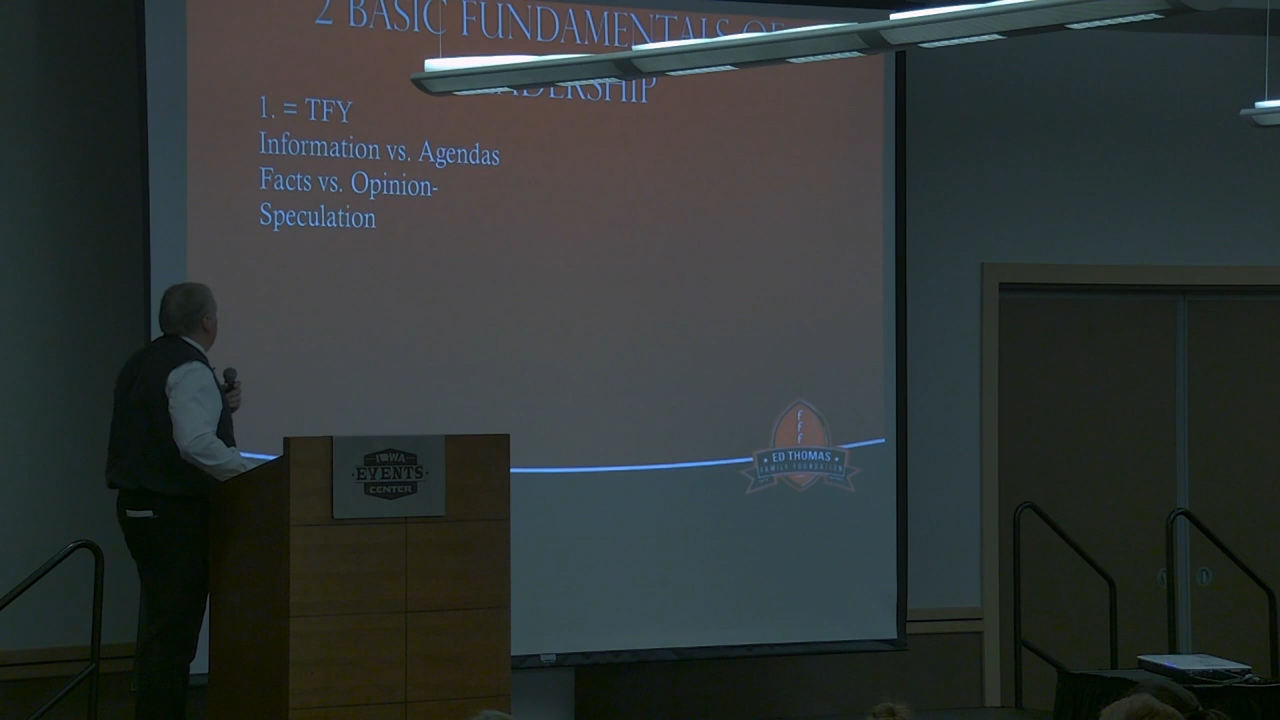 2 BASIC FUNDAMENTALS OF
1. = TFY
Information vs. Agendas
Facts vs. Opinion-
Speculation
FFF
ED THOMAS
FAMILY FOUNDATION
IOWA
EVENTS
CENTER